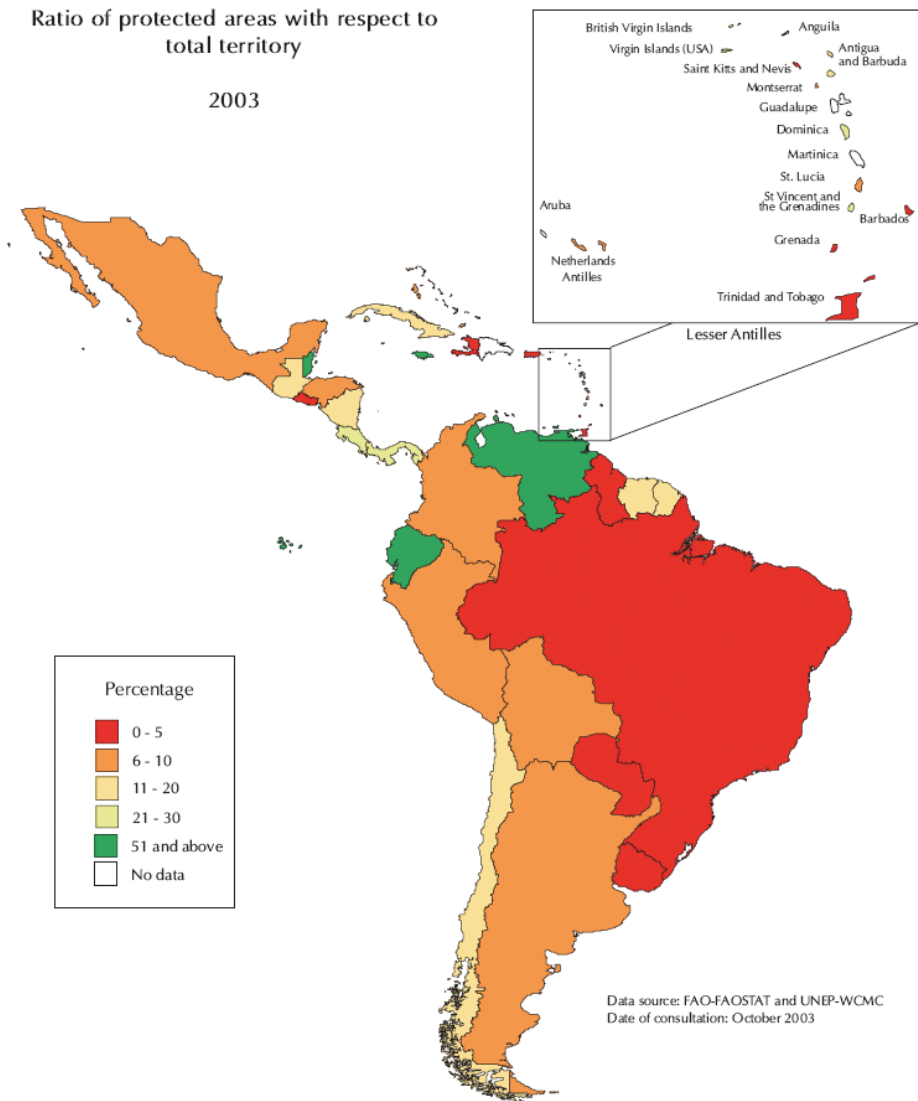 Ratio of protected areas with respect to
total territory
2003
British Virgin Islands
Anguila
Virgin Islands (USA)
Antigua
and Barbuda
Saint Kitts and Nevis
Montserrat
Guadalupe
Dominica
Martinica
St. Lucia
St Vincent and
the Grenadines
Barbados
Aruba
Grenada
Netherlands
Antilles
Trinidad and Tobago
Lesser Antilles
Percentage
0 - 5
6 - 10
11 - 20
21 - 30
51 and above
No data
Data source: FAO-FAOSTAT and UNEP-WCMC
Date of consultation: October 2003